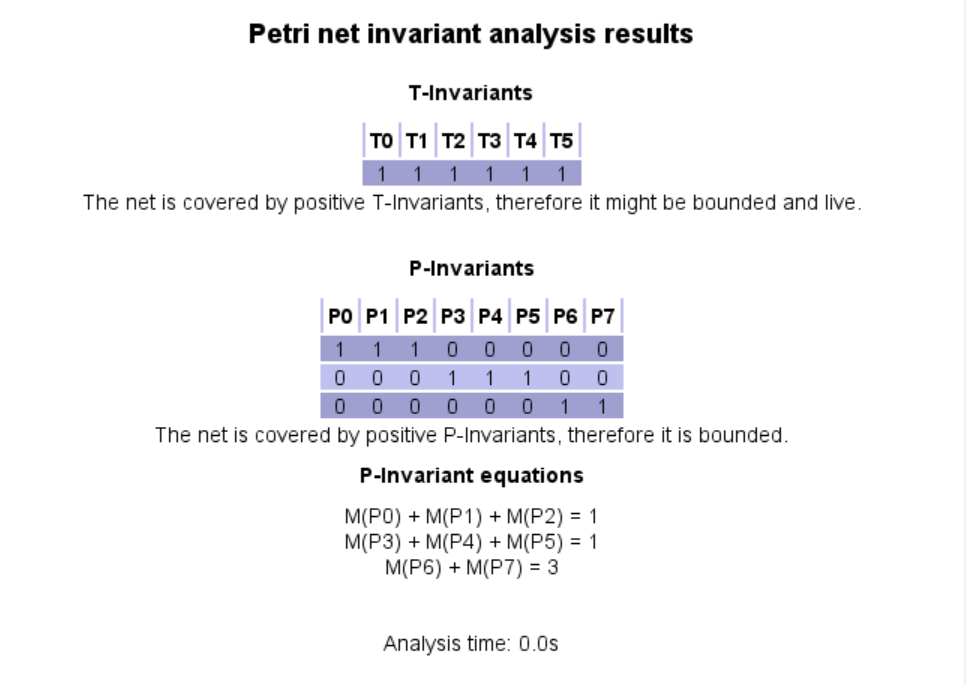 Petri net invariant analysis results
T-Invariants
T0 T1 T2 T3 T4 T5
1 1 1 1 1 1
The net is covered by positive T-Invariants, therefore it might be bounded and live.
P-Invariants
P0 P1 P2 P3 P4 P5 P6 P7
1 1 1 0 0 0 0 0
0 0 0 1 1 1 0 0
0 0 0 0 0 0 1 1
The net is covered by positive P-Invariants, therefore it is bounded.
P-Invariant equations
M(P0) + M(P1) + M(P2) = 1
M(P3) + M(P4) + M(P5) = 1
M(P6) + M(P7) = 3
Analysis time: 0.0s